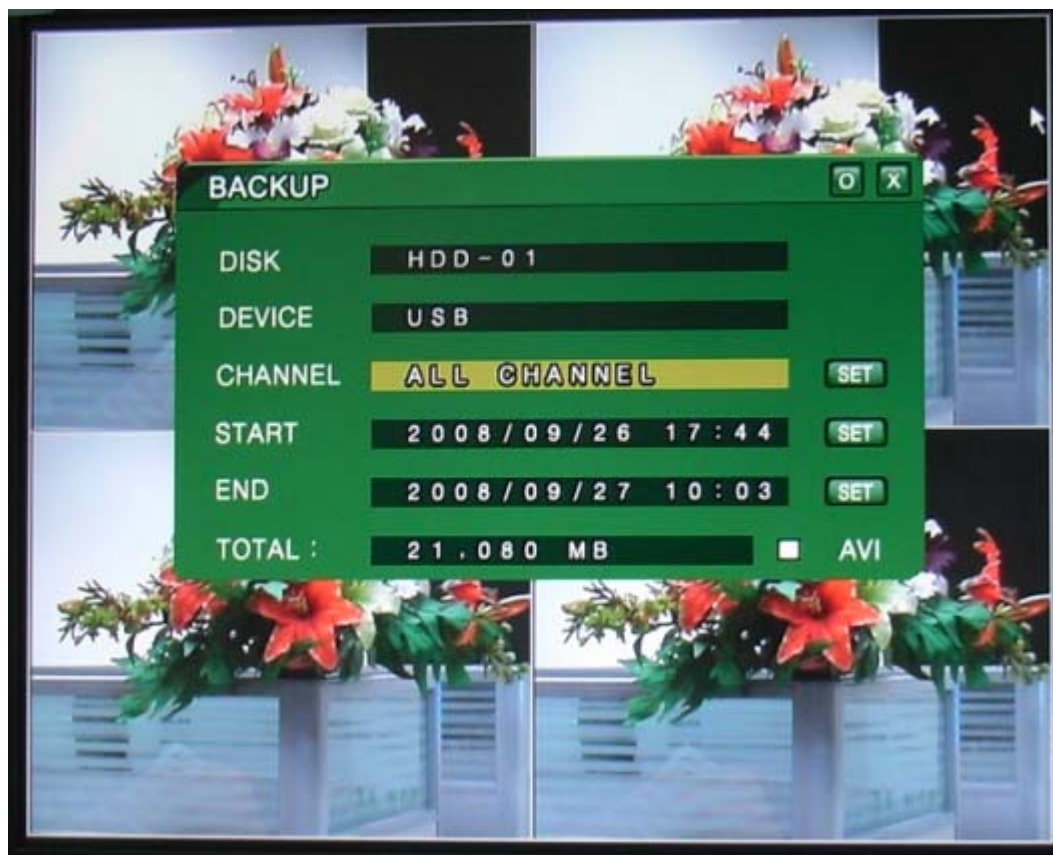 BACKUP O X
DISK HDD-01
DEVICE USB
CHANNEL ALL CHANNEL SET
START 2008/09/26 17:44 SET
END 2008/09/27 10:03 SET
TOTAL : 21.080 MB AVI